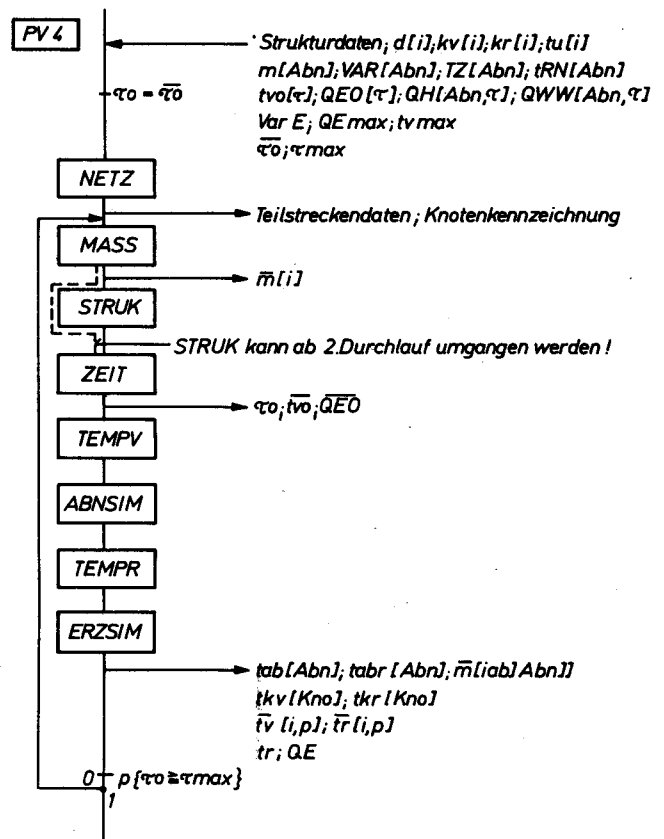 PV 4
Strukturdaten; d[i]; kv[i]; kr[i]; tu[i]
m[Abn]; VAR[Abn]; TZ[Abn]; tRN[Abn]
τo = τ̅o̅
tvo[τ]; QEO[τ]; QH[Abn,τ]; QWW[Abn,τ]
Var E; QEmax; tvmax
τ̅o̅; τmax
NETZ
Teilstreckendaten; Knotenkennzeichnung
MASS
m̅[i]
STRUK
STRUK kann ab 2.Durchlauf umgangen werden!
ZEIT
τo; t̅v̅o̅; Q̅E̅O̅
TEMPV
ABNSIM
TEMPR
ERZSIM
tab[Abn]; tabr[Abn]; m̅[iab]Abn]]
tkv[Kno]; tkr[Kno]
t̅v̅ [i,p]; t̅r̅[i,p]
tr; QE
0 p{τo≧τmax}
1